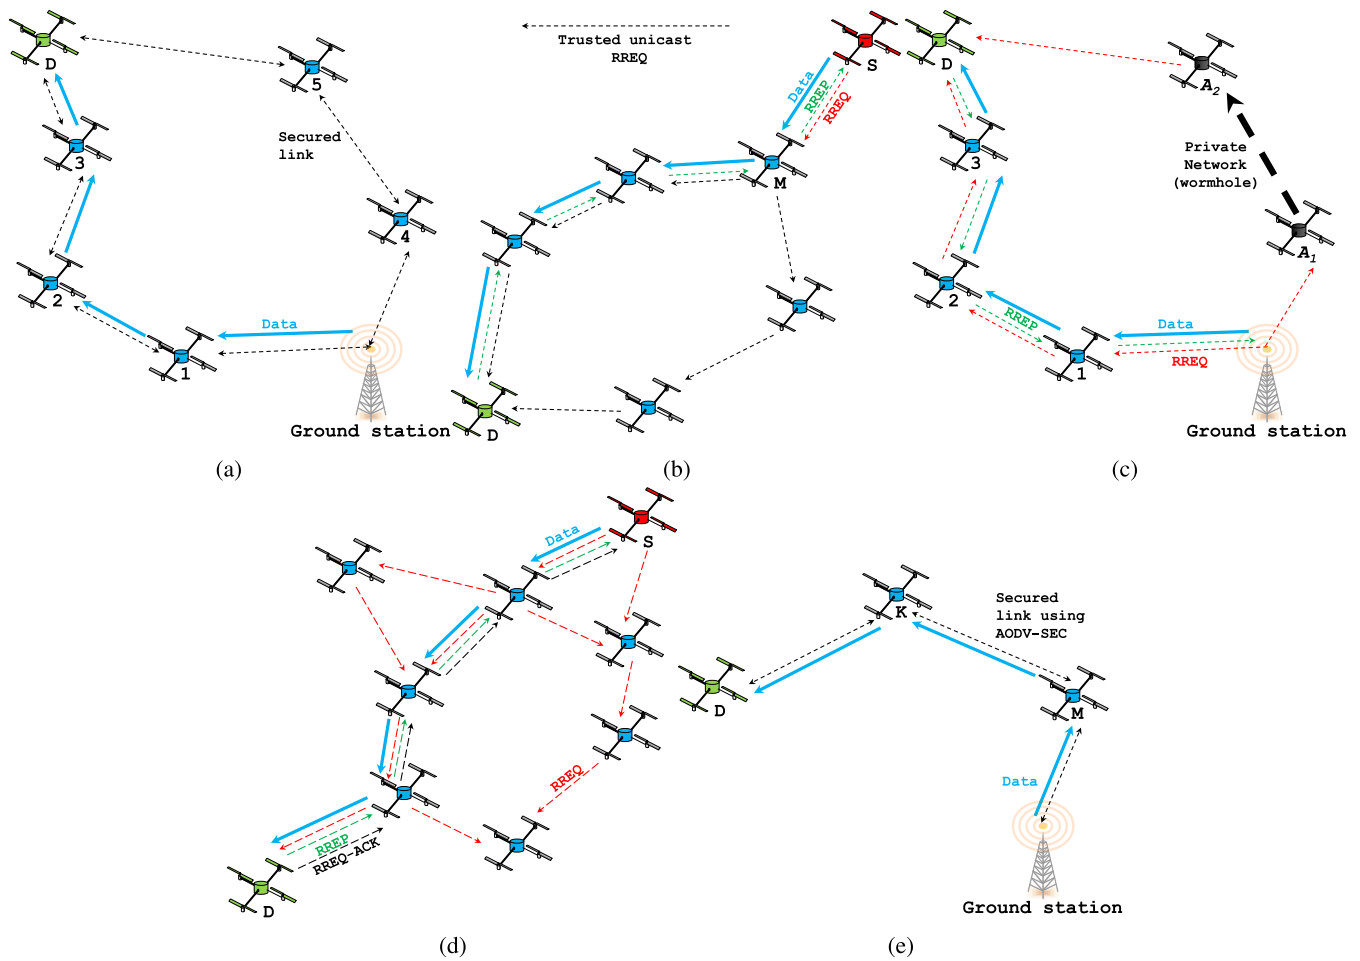 D
5
Secured
link
3
4
2
1
Data
Ground station
(a)
Trusted unicast
RREQ
S
Data
RREP
RREQ
M
D
(b)
D
A2
Private
Network
(wormhole)
3
A1
2
RREP
1
Data
RREQ
Ground station
(c)
S
Data
RREQ
RREP
RREQ-ACK
D
(d)
K
Secured
link using
AODV-SEC
D
M
Data
Ground station
(e)